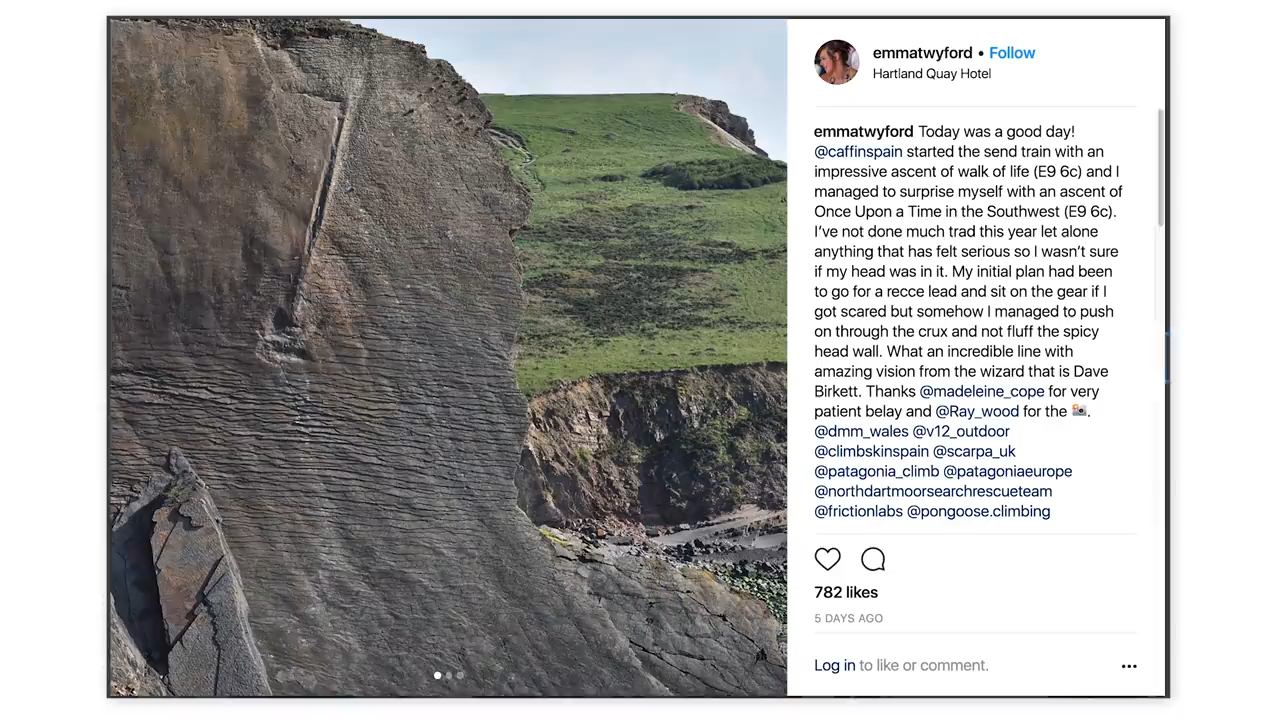 emmatwyford • Follow
Hartland Quay Hotel
emmatwyford Today was a good day!
@caffinspain started the send train with an
impressive ascent of walk of life (E9 6c) and I
managed to surprise myself with an ascent of
Once Upon a Time in the Southwest (E9 6c).
I’ve not done much trad this year let alone
anything that has felt serious so I wasn’t sure
if my head was in it. My initial plan had been
to go for a recce lead and sit on the gear if I
got scared but somehow I managed to push
on through the crux and not fluff the spicy
head wall. What an incredible line with
amazing vision from the wizard that is Dave
Birkett. Thanks @madeleine_cope for very
patient belay and @Ray_wood for the 📸.
@dmm_wales @v12_outdoor
@climbskinspain @scarpa_uk
@patagonia_climb @patagoniaeurope
@northdartmoorsearchrescueteam
@frictionlabs @pongoose.climbing
782 likes
5 DAYS AGO
Log in to like or comment.